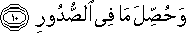 وَحُصِّلَ مَا فِى ٱلصُّدُورِ ۝١٠